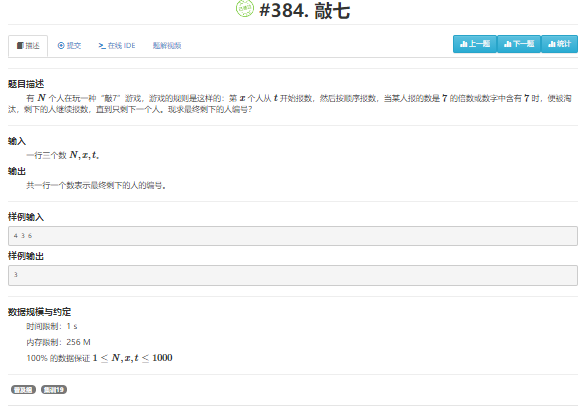 #384. 敲七
描述
提交
在线 IDE
题解视频
上一题
下一题
统计
题目描述
有 N 个人在玩一种“敲7”游戏，游戏的规则是这样的：第 x 个人从 t 开始报数，然后按顺序报数，当某人报的数是 7 的倍数或数字中含有 7 时，便被淘
汰，剩下的人继续报数，直到只剩下一个人。现求最终剩下的人编号？
输入
一行三个数 N, x, t。
输出
共一行一个数表示最终剩下的人的编号。
样例输入
4 3 6
样例输出
3
数据规模与约定
时间限制：1 s
内存限制：256 M
100% 的数据保证 1 ≤ N, x, t ≤ 1000